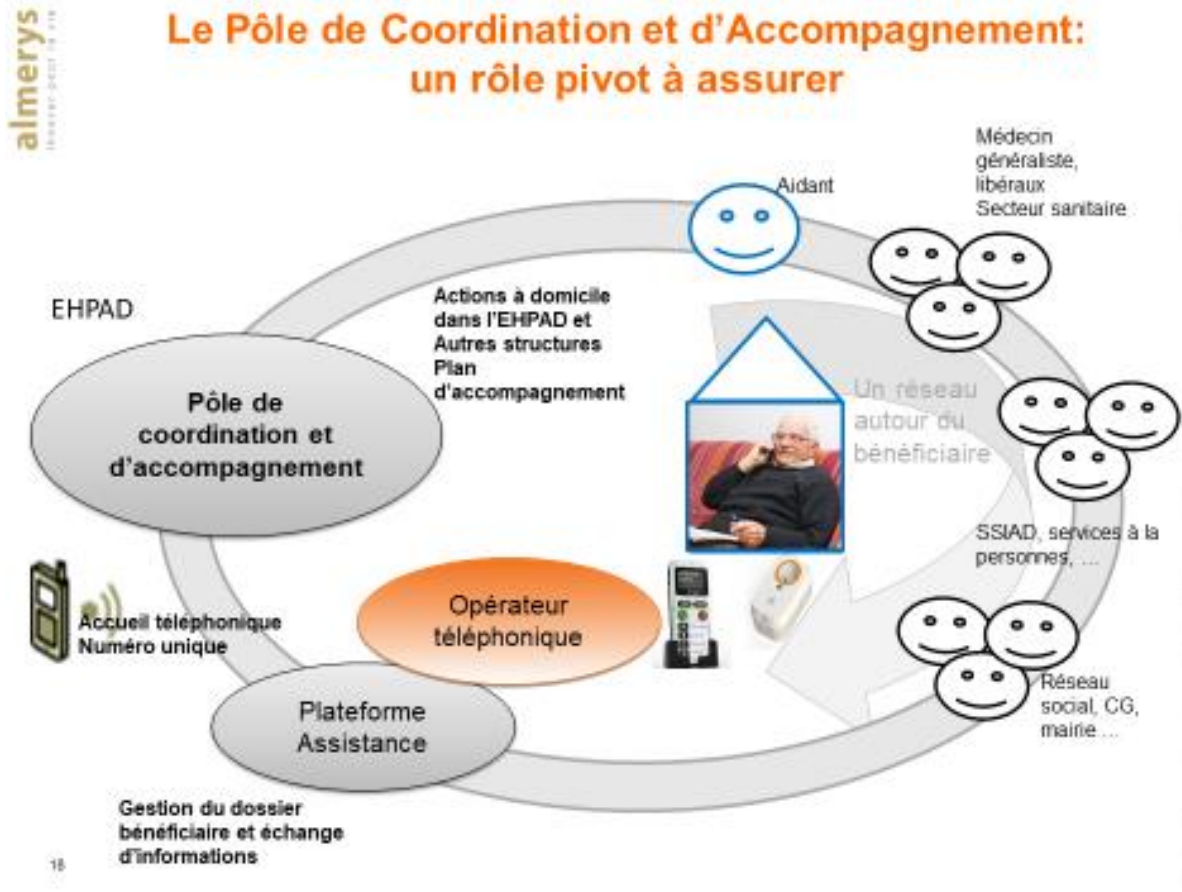 almerys
Le Pôle de Coordination et d'Accompagnement:
un rôle pivot à assurer
Médecin
généraliste,
libéraux
Secteur sanitaire
Aidant
EHPAD
Actions à domicile
dans l'EHPAD et
Autres structures
Plan
d'accompagnement
Pôle de
coordination et
d'accompagnement
Un réseau
autour du
bénéficiaire
SSIAD, services à la
personnes, ...
Opérateur
téléphonique
Accueil téléphonique
Numéro unique
Plateforme
Assistance
Réseau
social, CG,
mairie ...
Gestion du dossier
bénéficiaire et échange
d'informations